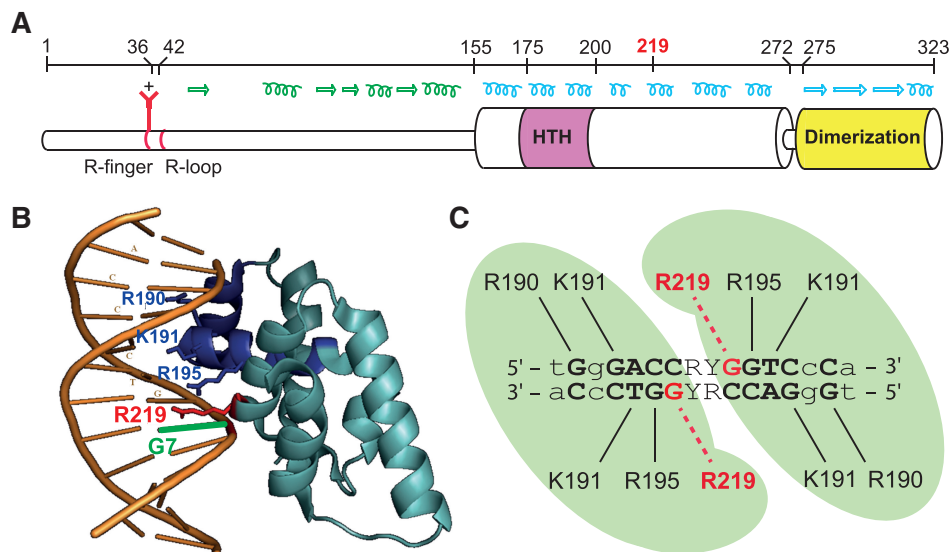 A
1 36 42 155 175 200 219 272 275 323
+
HTH Dimerization
R-finger R-loop
B
A
C
C
R190
K191
C
R195
T
G
R219
G7
C
R190 K191 R219 R195 K191
5' - tGgGACCRYGGTCcCa - 3'
3' - aCcCTGGYRCCAGgGt - 5'
K191 R195 R219 K191 R190